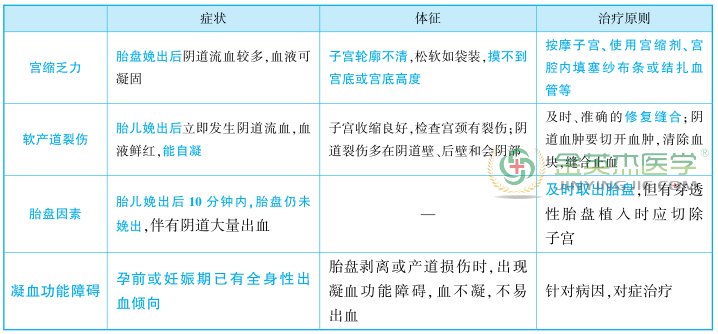 症状
体征
治疗原则
宫缩乏力
胎盘娩出后阴道流血较多,血液可
凝固
子宫轮廓不清,松软如袋装,摸不到
宫底或宫底高度
按摩子宫、使用宫缩剂、宫
腔内填塞纱布条或结扎血
管等
软产道裂伤
胎儿娩出后立即发生阴道流血,血
液鲜红,能自凝
子宫收缩良好,检查宫颈有裂伤;阴
道裂伤多在阴道壁、后壁和会阴部
及时、准确的修复缝合;阴
道血肿要切开血肿,清除血
块,缝合止血
胎盘因素
胎儿娩出后 10 分钟内,胎盘仍未
娩出,伴有阴道大量出血
—
及时取出胎盘,但有穿透
性胎盘植入时应切除
子宫
凝血功能障碍
孕前或妊娠期已有全身性出
血倾向
胎盘剥离或产道损伤时,出现
凝血功能障碍,血不凝,不易
出血
针对病因,对症治疗
金英杰医学®
JINYINGJIE.COM